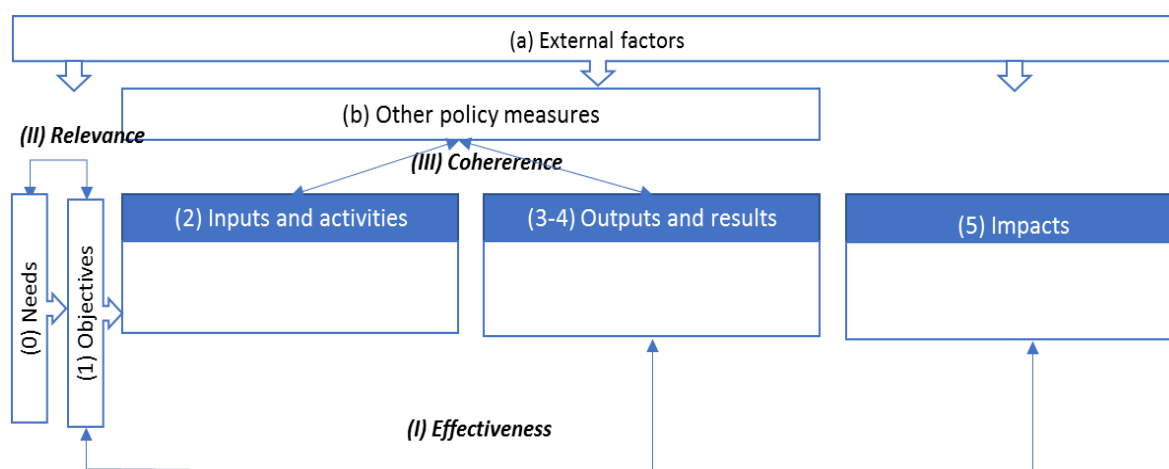 (a) External factors
(b) Other policy measures
(II) Relevance
(III) Cohererence
(0) Needs
(1) Objectives
(2) Inputs and activities
(3-4) Outputs and results
(5) Impacts
(I) Effectiveness